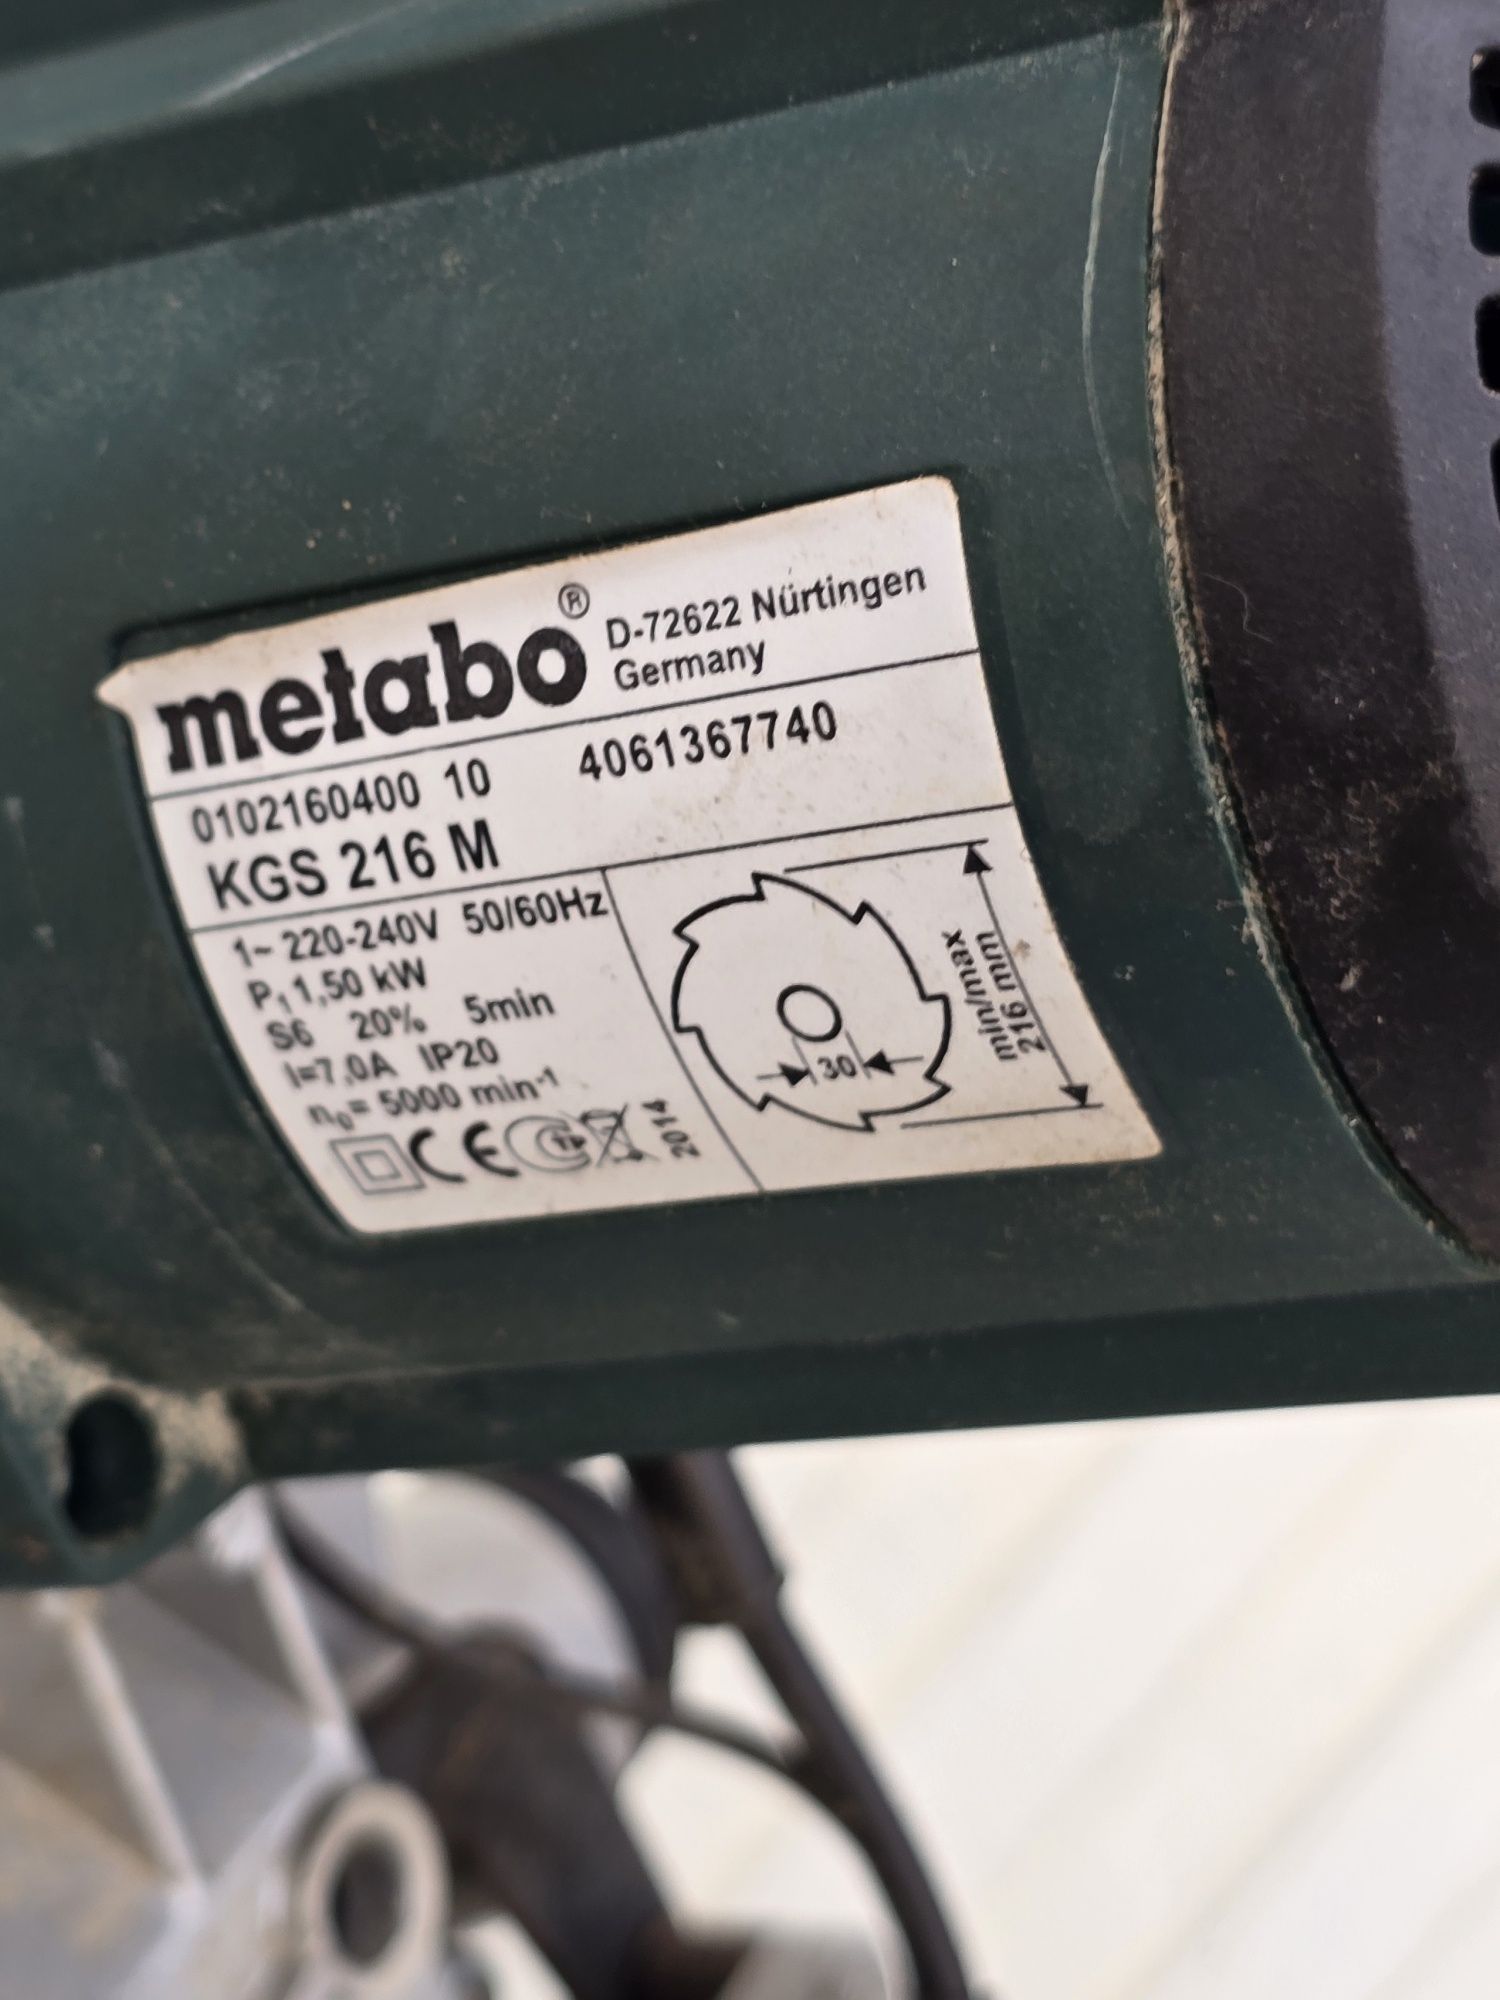 metabo®
D-72622 Nürtingen
Germany
0102160400 10 4061367740
KGS 216 M
1~ 220-240V 50/60Hz
P₁ 1,50 kW
S6 20% 5min
I=7,0A IP20
n₀= 5000 min⁻¹
CE
2014
30
min/max
216 mm